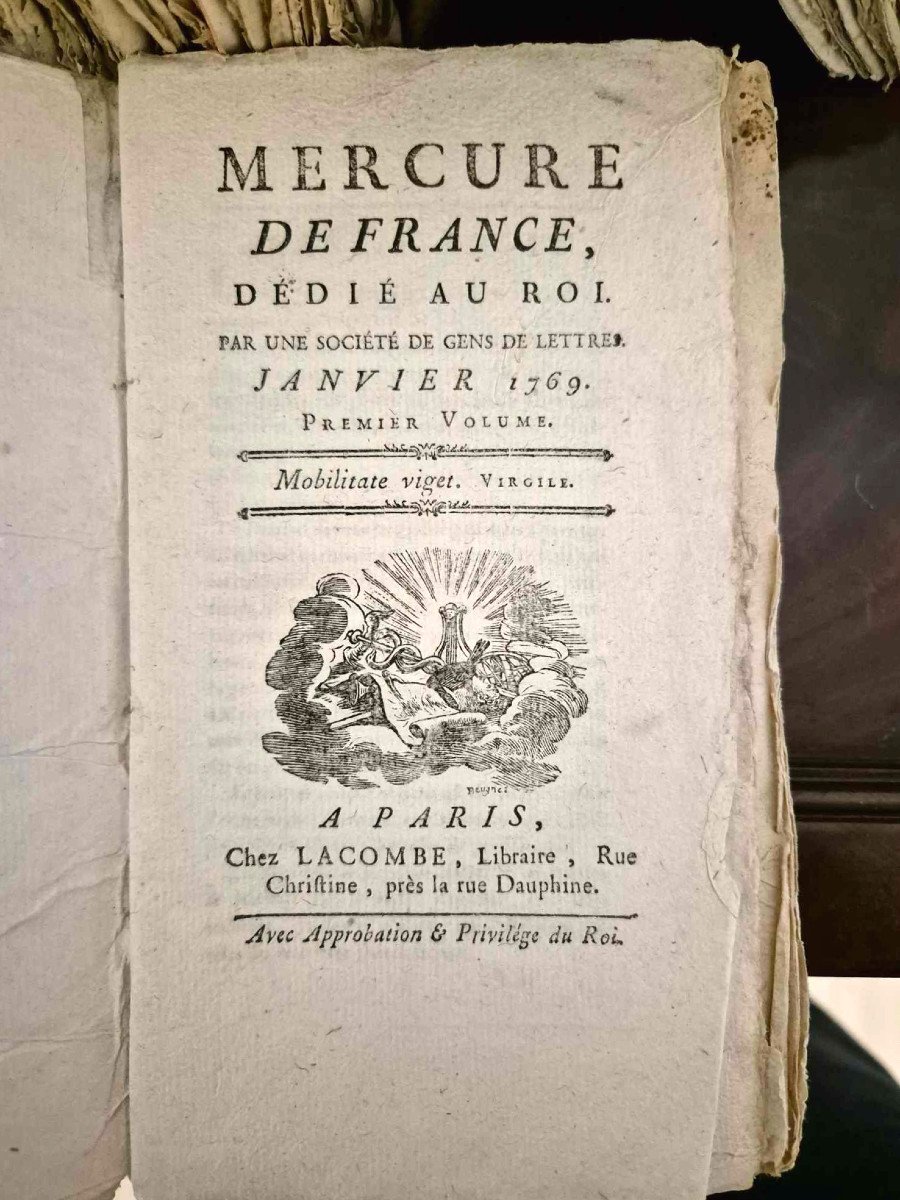 MERCURE
DE FRANCE,
DÉDIÉ AU ROI.
PAR UNE SOCIÉTÉ DE GENS DE LETTRES.
JANVIER 1769.
PREMIER VOLUME.
Mobilitate viget. VIRGILE.
A PARIS,
Chez LACOMBE, Libraire, Rue
Chriſtine, près la rue Dauphine.
Avec Approbation & Privilége du Roi.